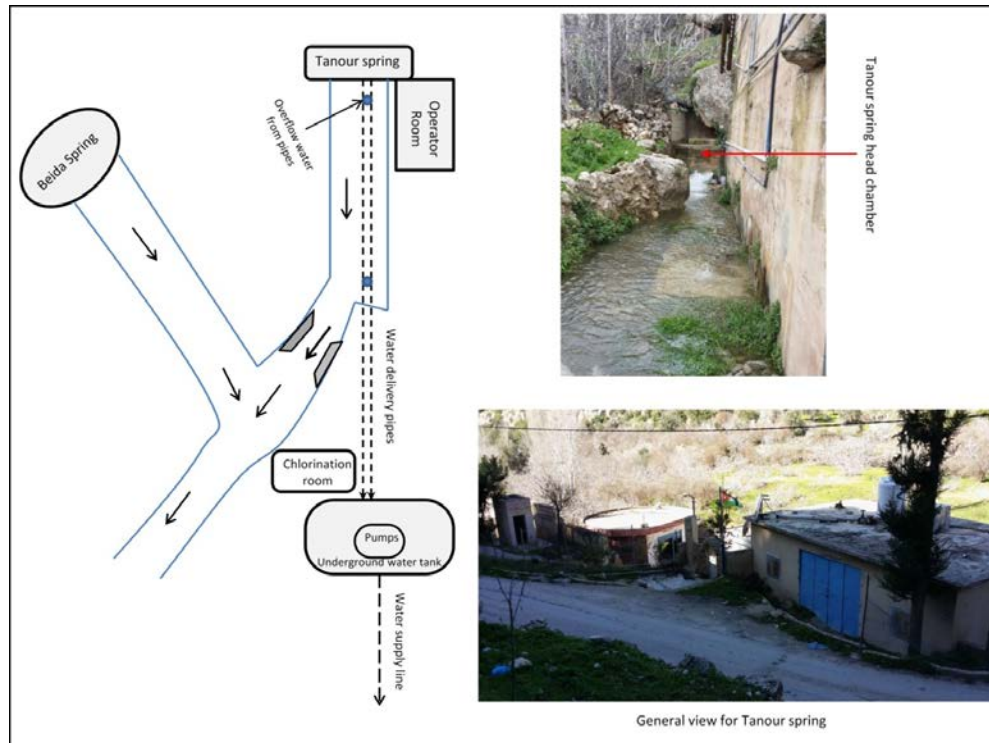 Tanour spring
Overflow water
from pipes
Operator
Room
Beida Spring
Water delivery pipes
Chlorination
room
Pumps
Underground water tank
Water supply line
Tanour spring head chamber
General view for Tanour spring